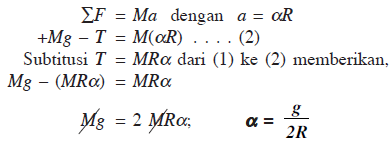 ΣF = Ma dengan a = αR
+Mg – T = M(αR) . . . . (2)
Subtitusi T = MRα dari (1) ke (2) memberikan,
Mg – (MRα) = MRα
Mg = 2 MRα; α = g/2R